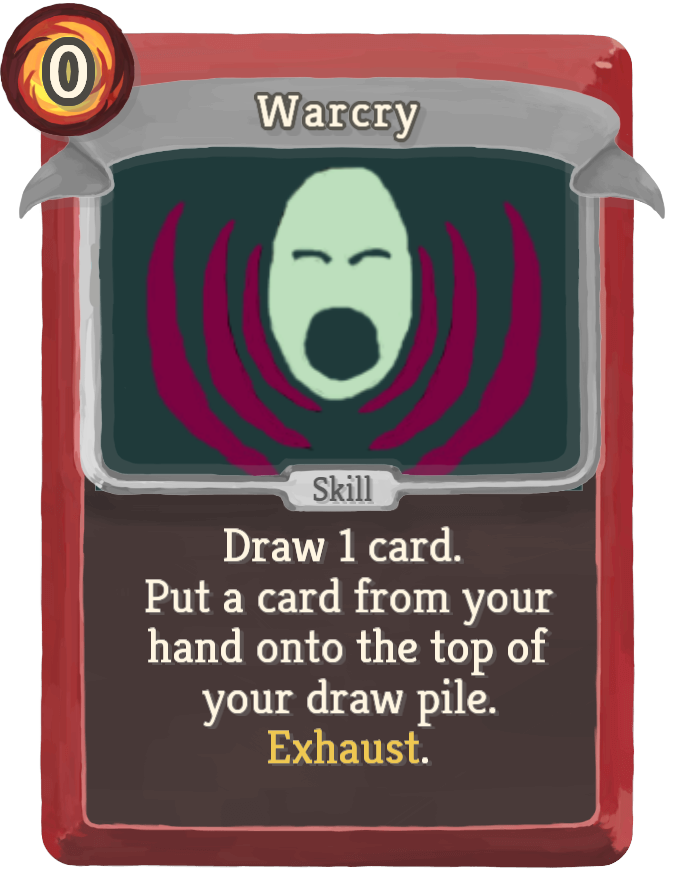 0
Warcry
Skill
Draw 1 card.
Put a card from your
hand onto the top of
your draw pile.
Exhaust.